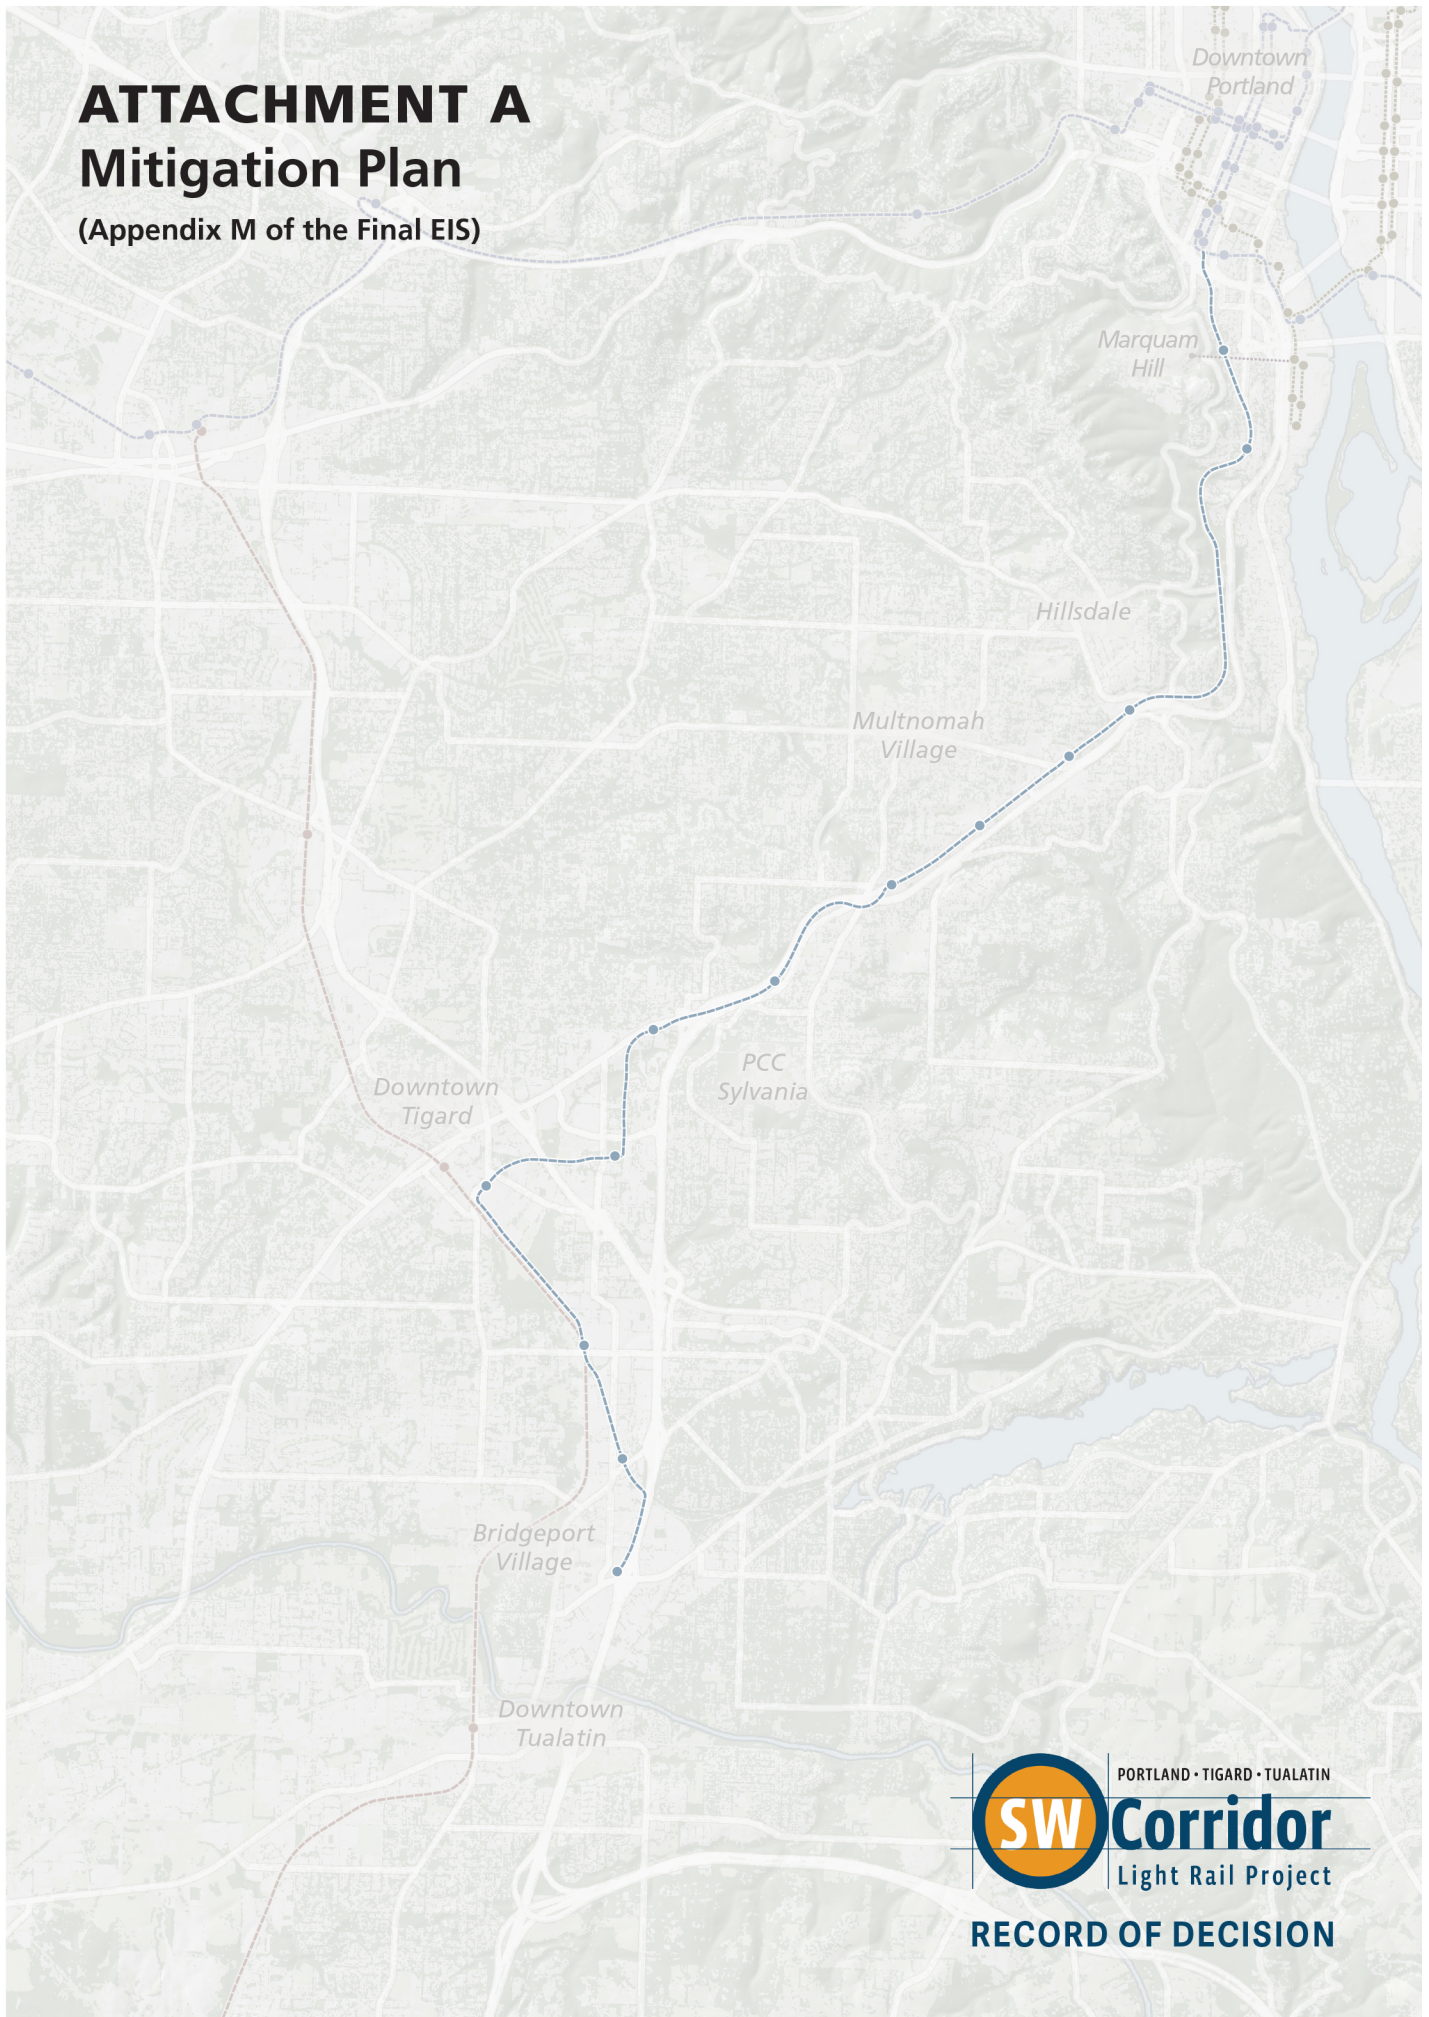 ATTACHMENT A
Mitigation Plan
(Appendix M of the Final EIS)
Downtown
Portland
Marquam
Hill
Hillsdale
Multnomah
Village
PCC
Sylvania
Downtown
Tigard
Bridgeport
Village
Downtown
Tualatin
PORTLAND • TIGARD • TUALATIN
SW Corridor
Light Rail Project
RECORD OF DECISION